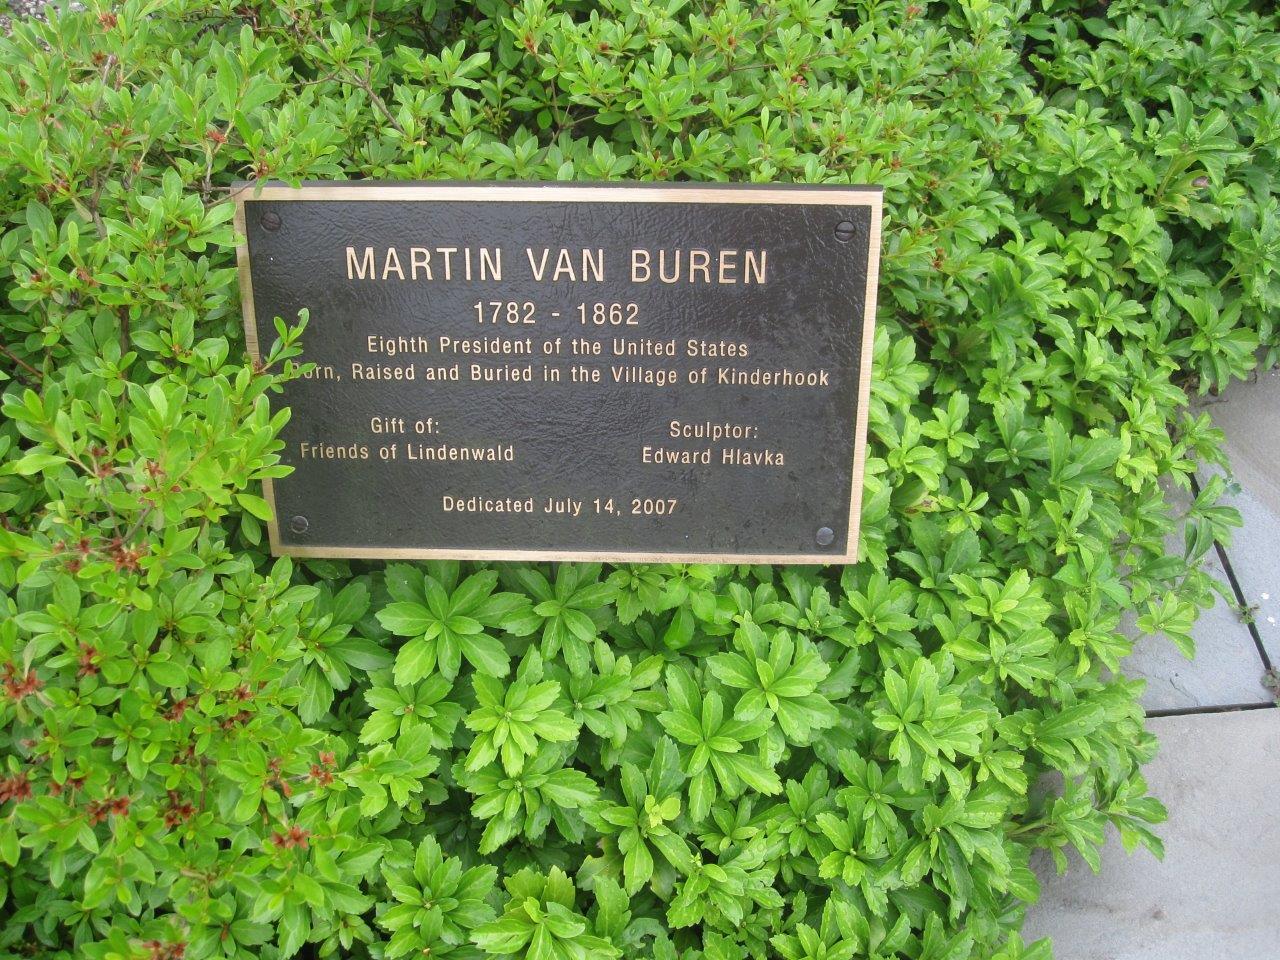 MARTIN VAN BUREN
1782 - 1862
Eighth President of the United States
Born, Raised and Buried in the Village of Kinderhook
Gift of:
Friends of Lindenwald
Sculptor:
Edward Hlavka
Dedicated July 14, 2007